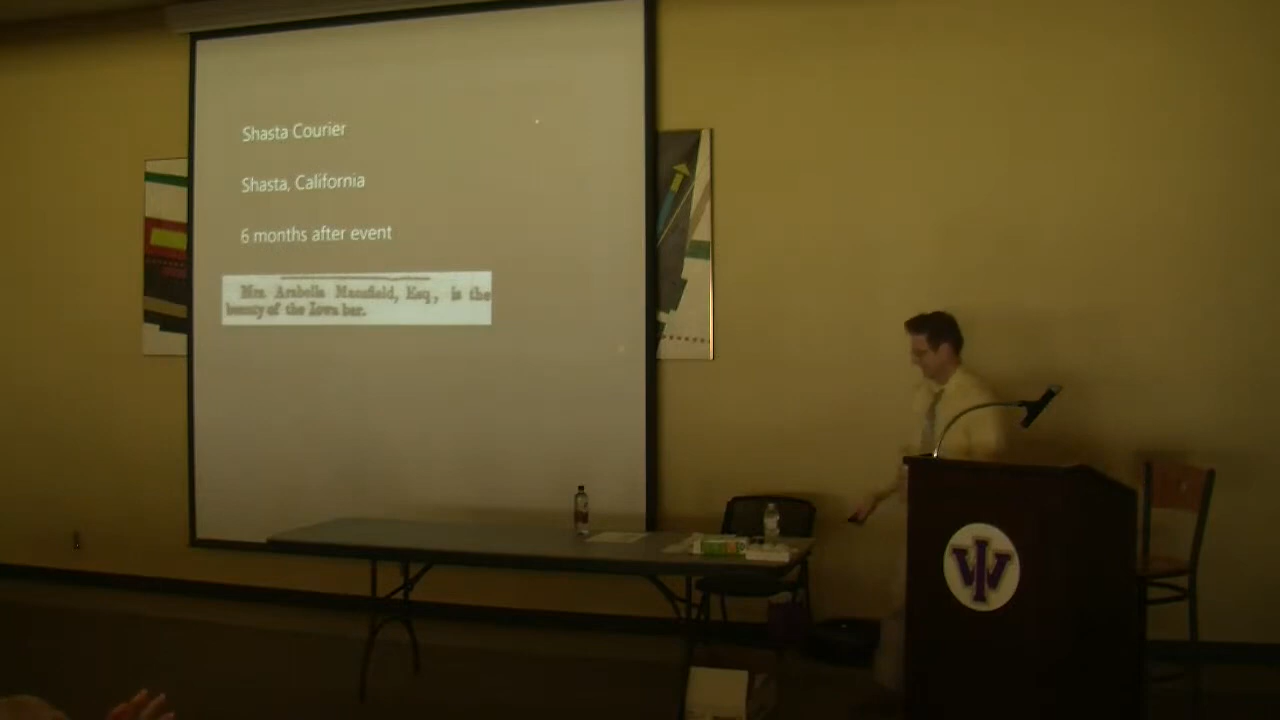 Shasta Courier
Shasta, California
6 months after event
Mrs. Arabella Mansfield, Esq., is the
beauty of the Iowa bar.
IW